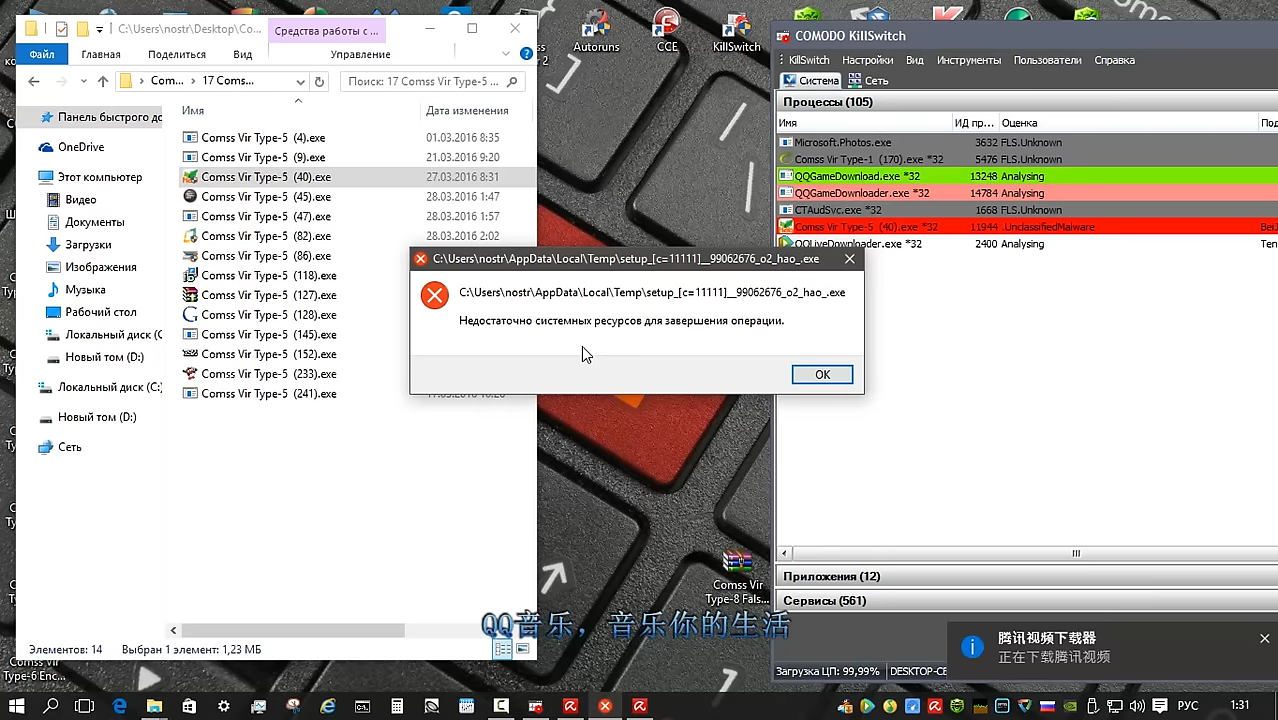 C:\Users\nostr\Desktop\Co...
Средства работы с ...
Файл
Главная
Поделиться
Вид
Управление
Com...
17 Coms...
Поиск: 17 Comss Vir Type-5 ...
Панель быстрого до
OneDrive
Этот компьютер
Видео
Документы
Загрузки
Изображения
Музыка
Рабочий стол
Локальный диск (C
Новый том (D:)
Локальный диск (C:)
Новый том (D:)
Сеть
Имя
Дата изменения
Comss Vir Type-5 (4).exe
01.03.2016 8:35
Comss Vir Type-5 (9).exe
21.03.2016 9:20
Comss Vir Type-5 (40).exe
27.03.2016 8:31
Comss Vir Type-5 (45).exe
28.03.2016 1:47
Comss Vir Type-5 (47).exe
28.03.2016 1:57
Comss Vir Type-5 (82).exe
28.03.2016 2:02
Comss Vir Type-5 (86).exe
Comss Vir Type-5 (118).exe
Comss Vir Type-5 (127).exe
Comss Vir Type-5 (128).exe
Comss Vir Type-5 (145).exe
Comss Vir Type-5 (152).exe
Comss Vir Type-5 (233).exe
Comss Vir Type-5 (241).exe
Элементов: 14
Выбран 1 элемент: 1,23 МБ
Autoruns
CCE
KillSwitch
C:\Users\nostr\AppData\Local\Temp\setup_[c=11111]__99062676_o2_hao_.exe
C:\Users\nostr\AppData\Local\Temp\setup_[c=11111]__99062676_o2_hao_.exe
Недостаточно системных ресурсов для завершения операции.
OK
COMODO KillSwitch
KillSwitch
Настройки
Вид
Инструменты
Пользователи
Справка
Система
Сеть
Процессы (105)
Имя
ИД пр...
Оценка
Под
Microsoft.Photos.exe
3632
FLS.Unknown
Comss Vir Type-1 (170).exe *32
5476
FLS.Unknown
QQGameDownload.exe *32
13248
Analysing
QQGameDownloader.exe *32
14784
Analysing
CTAudSvc.exe *32
1668
FLS.Unknown
Comss Vir Type-5 (40).exe *32
11944
.UnclassifiedMalware
QQLiveDownloader.exe *32
2400
Analysing
Ten
Приложения (12)
Сервисы (561)
Загрузка ЦП: 99,99%
DESKTOP-CE
Comss Vir
Type-8 Fals...
QQ音乐，音乐你的生活
腾讯视频下载器
正在下载腾讯视频
Comss Vir
Type-6 Enc...
РУС
1:31